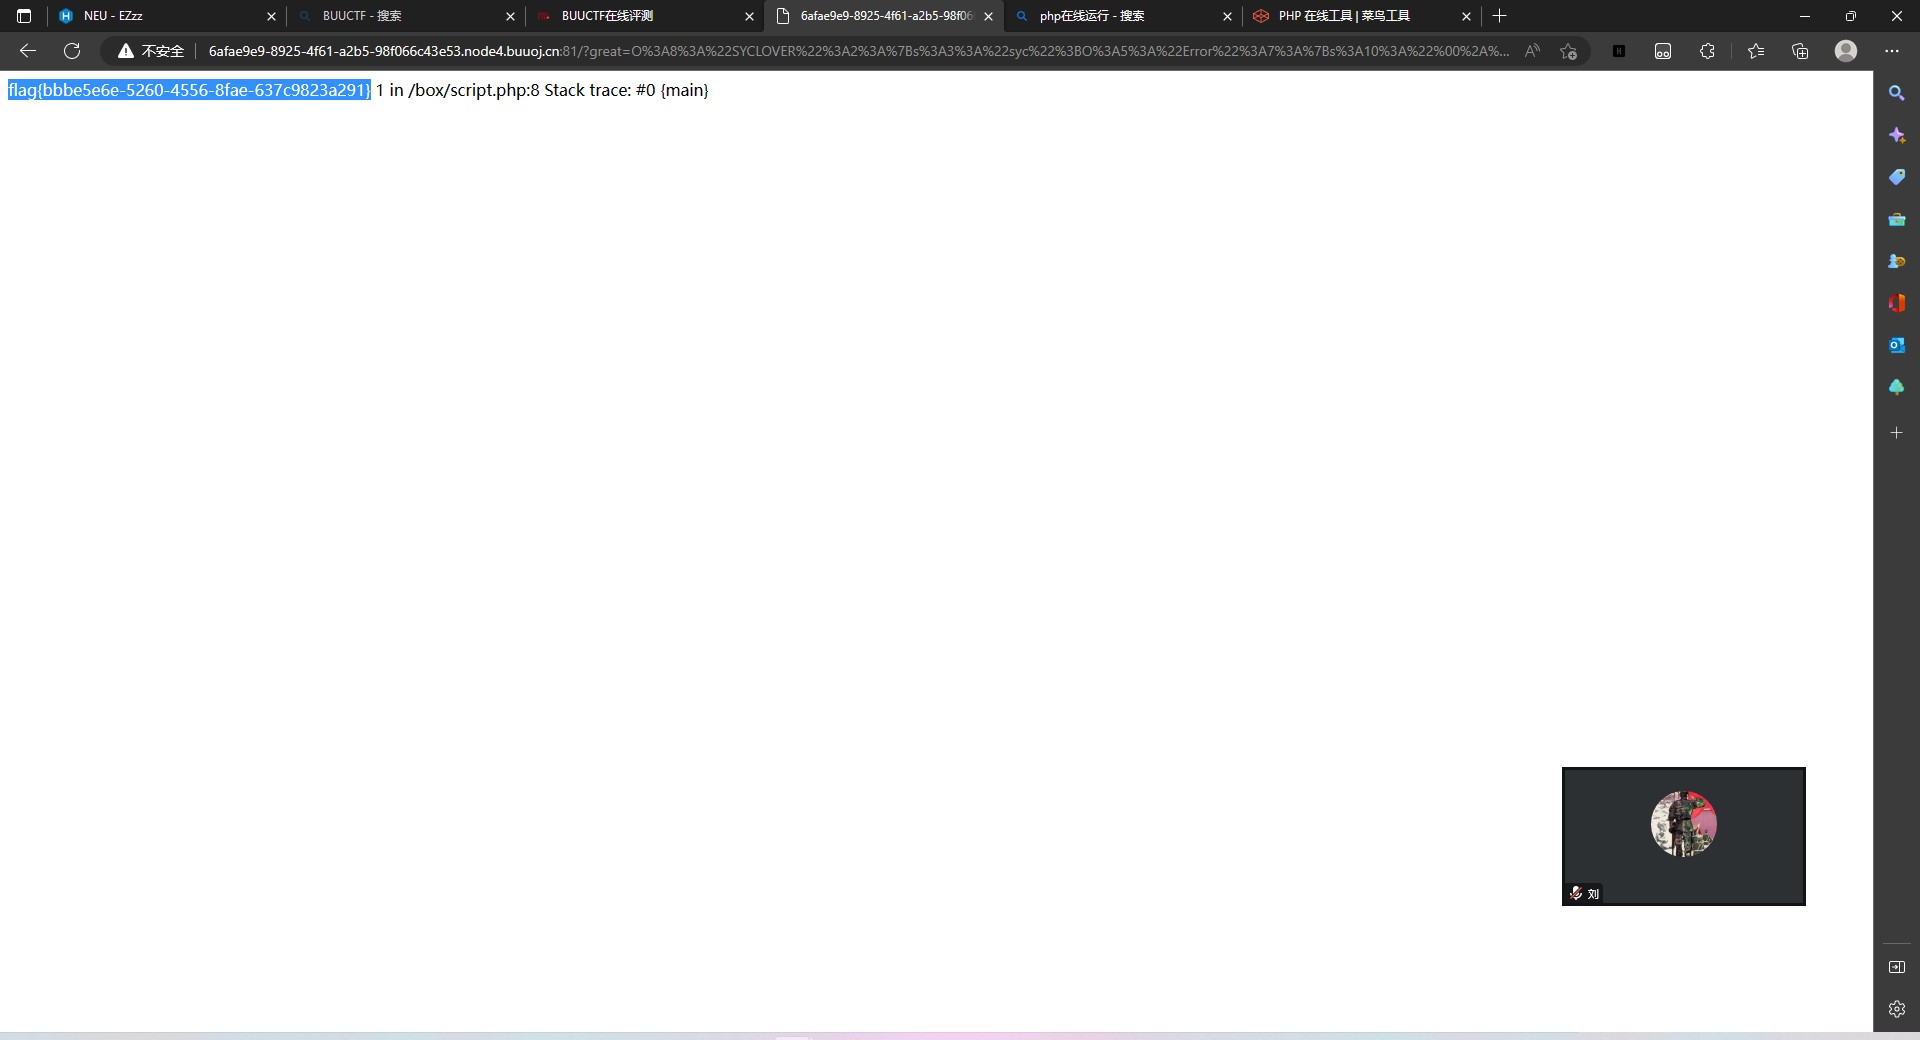 NEU - EZzz
BUUCTF - 搜索
BUUCTF在线评测
6afae9e9-8925-4f61-a2b5-98f06
php在线运行 - 搜索
PHP 在线工具 | 菜鸟工具
不安全
6afae9e9-8925-4f61-a2b5-98f066c43e53.node4.buuoj.cn:81/?great=O%3A8%3A%22SYCLOVER%22%3A2%3A%7Bs%3A3%3A%22syc%22%3BO%3A5%3A%22Error%22%3A7%3A%7Bs%3A10%3A%22%00%2A%...
flag{bbbe5e6e-5260-4556-8fae-637c9823a291} 1 in /box/script.php:8 Stack trace: #0 {main}
刘